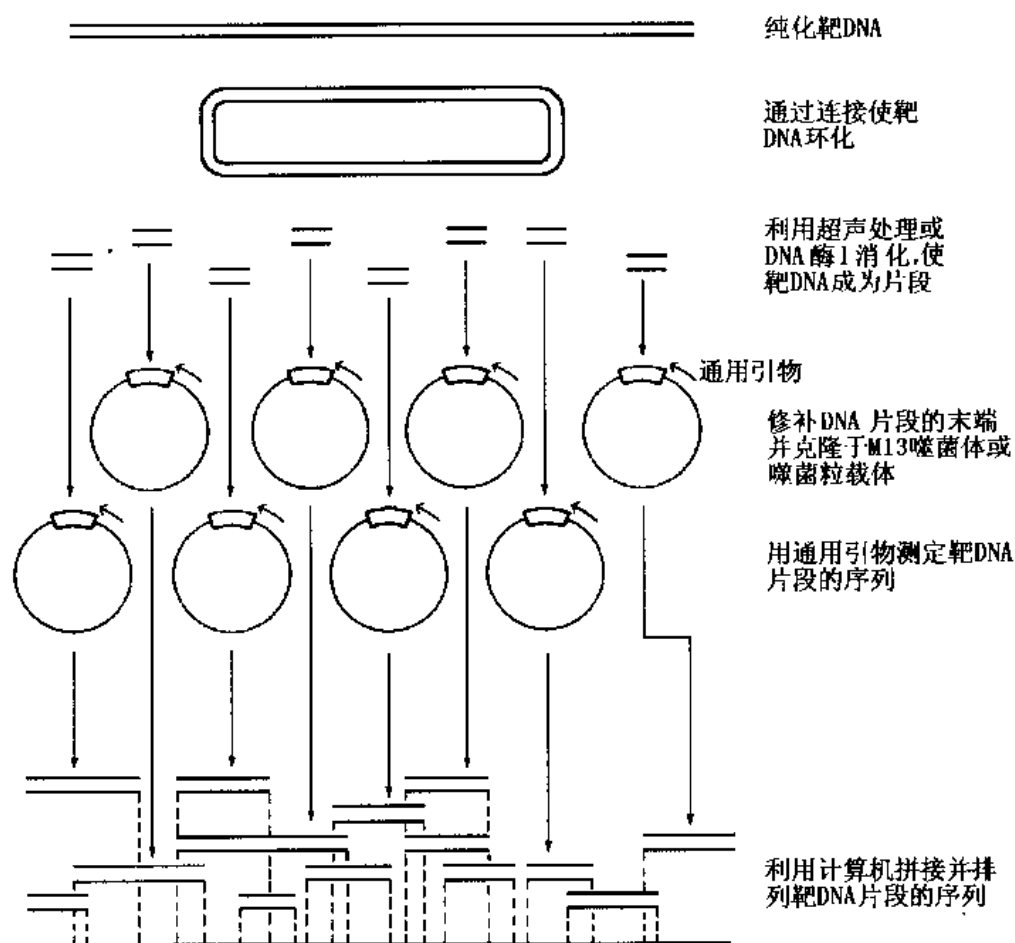 纯化靶DNA
通过连接使靶
DNA环化
利用超声处理或
DNA酶I消化,使
靶DNA成为片段
通用引物
修补DNA 片段的末端
并克隆于M13噬菌体或
噬菌粒载体
用通用引物测定靶DNA
片段的序列
利用计算机拼接并排
列靶DNA片段的序列